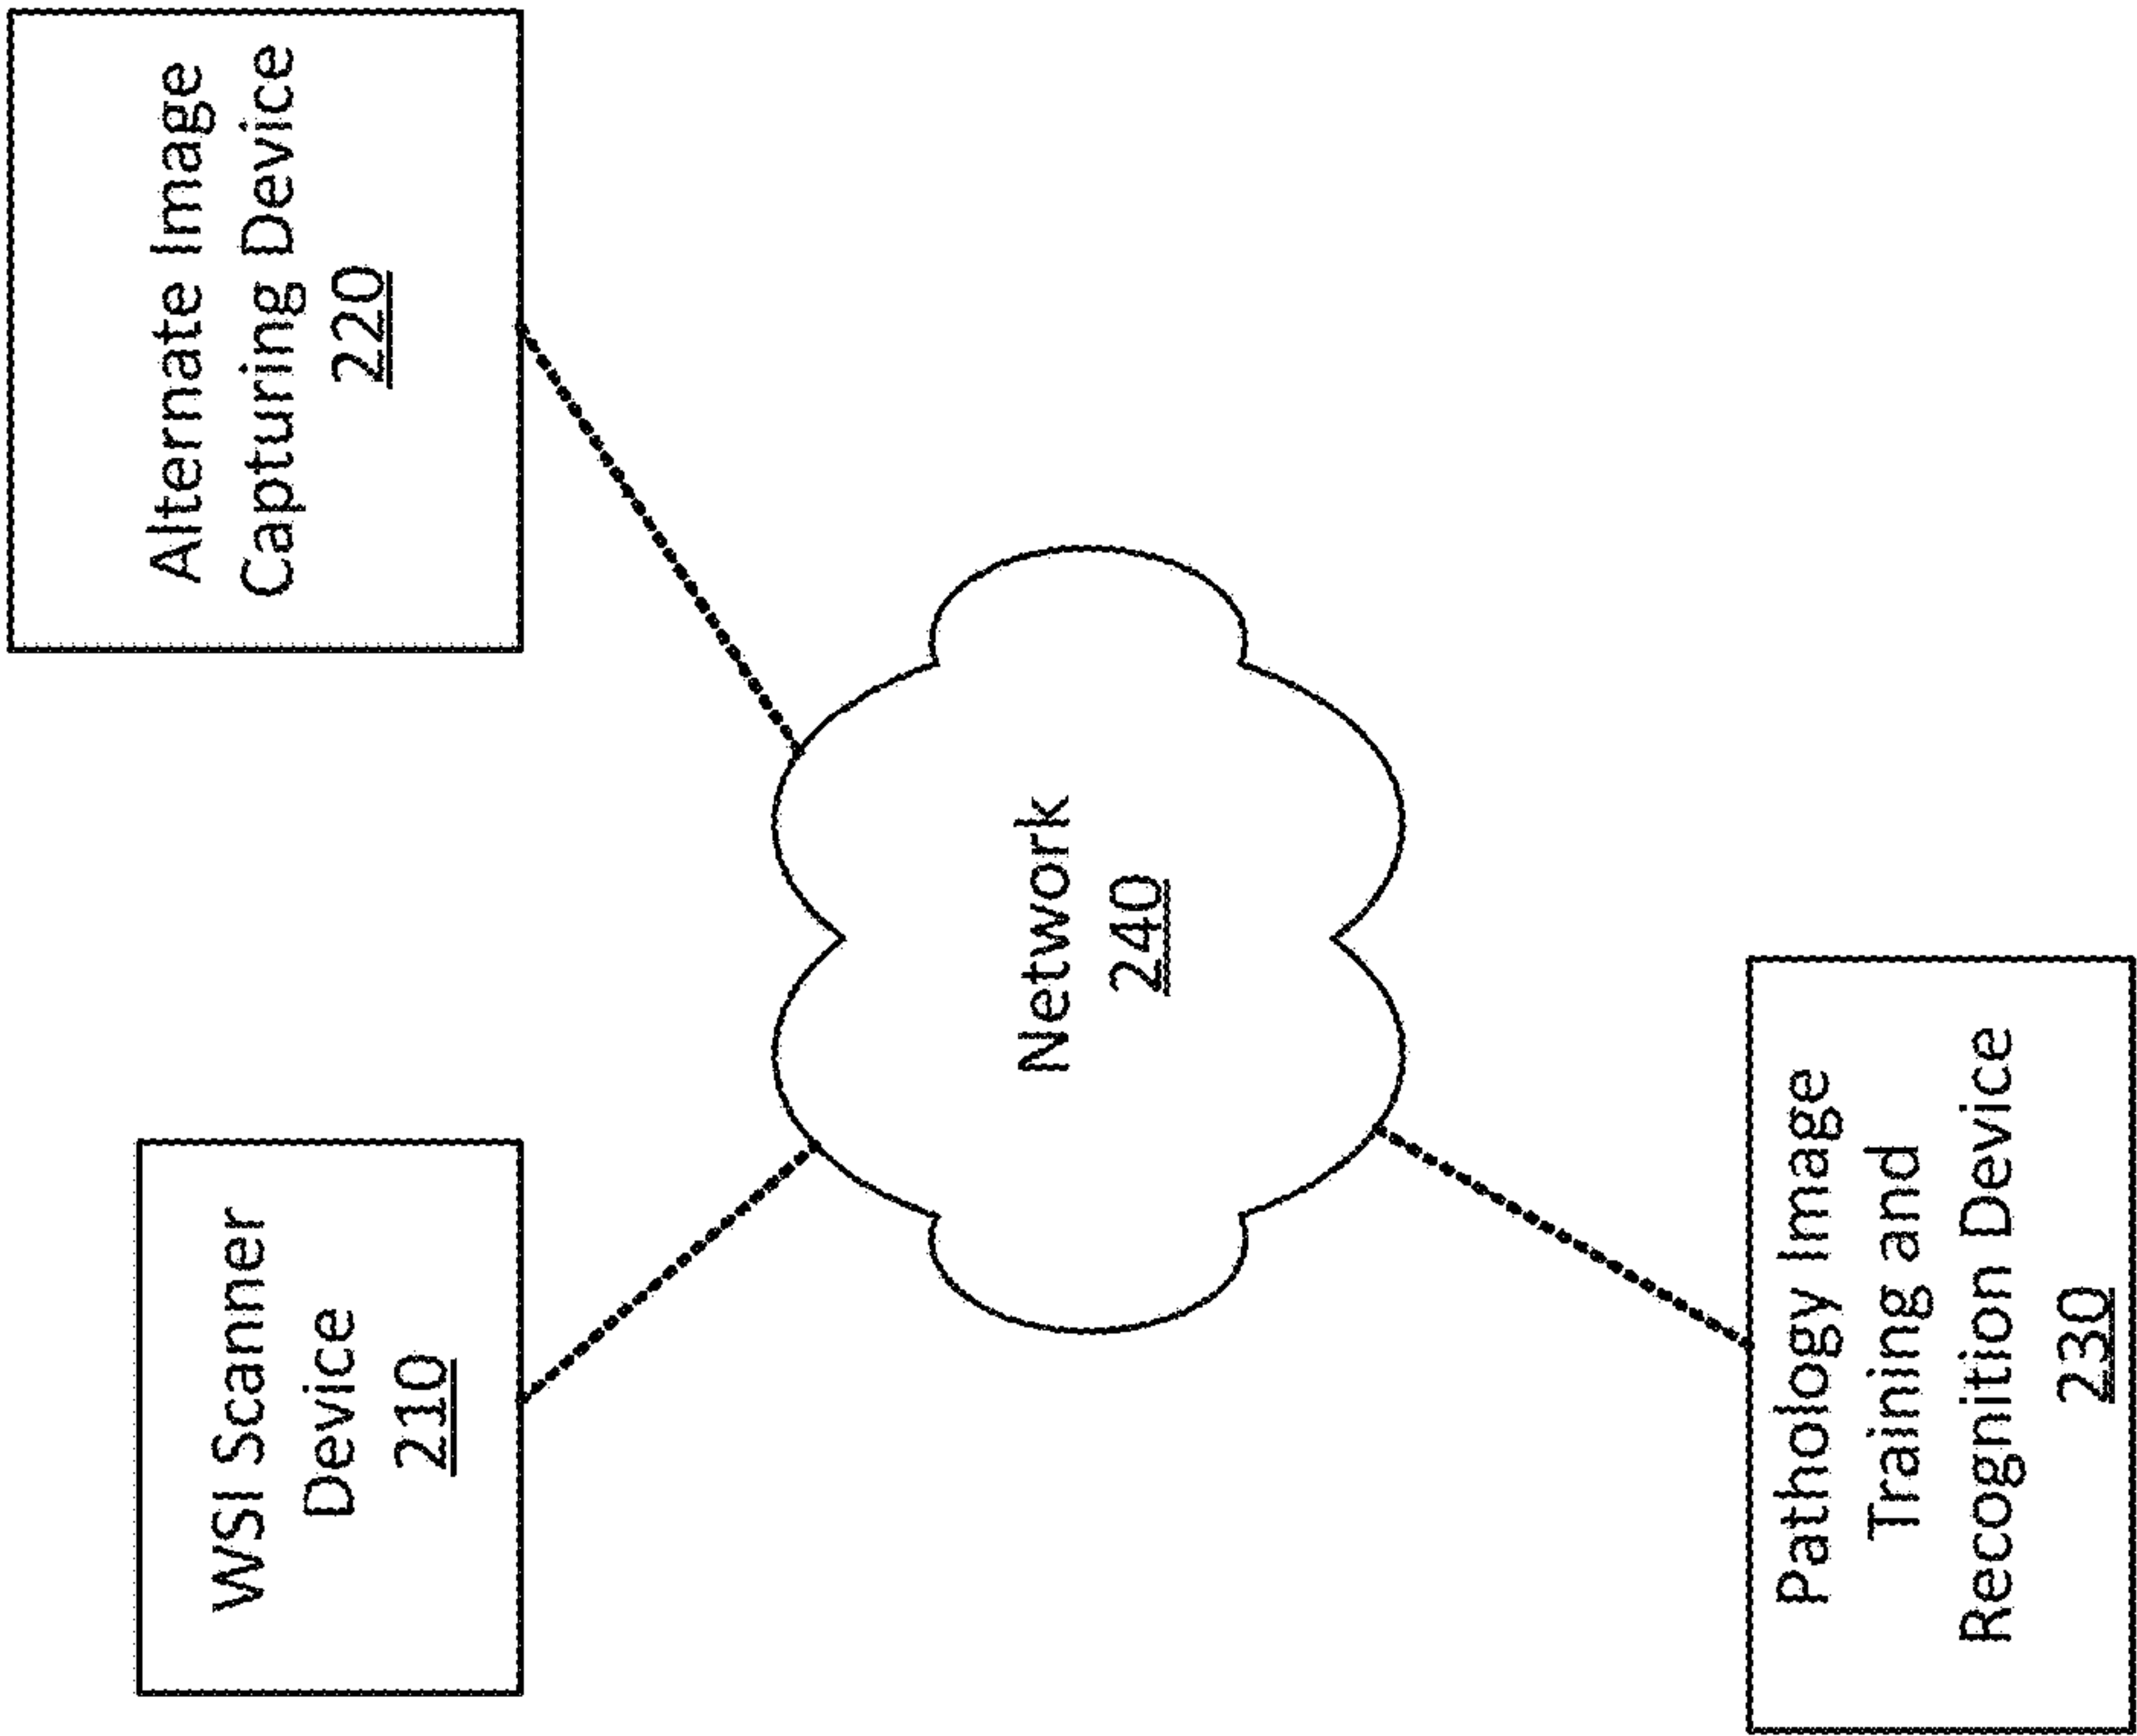 WSI Scanner
Device
210
Alternate Image
Capturing Device
220
Network
240
Pathology Image
Training and
Recognition Device
230